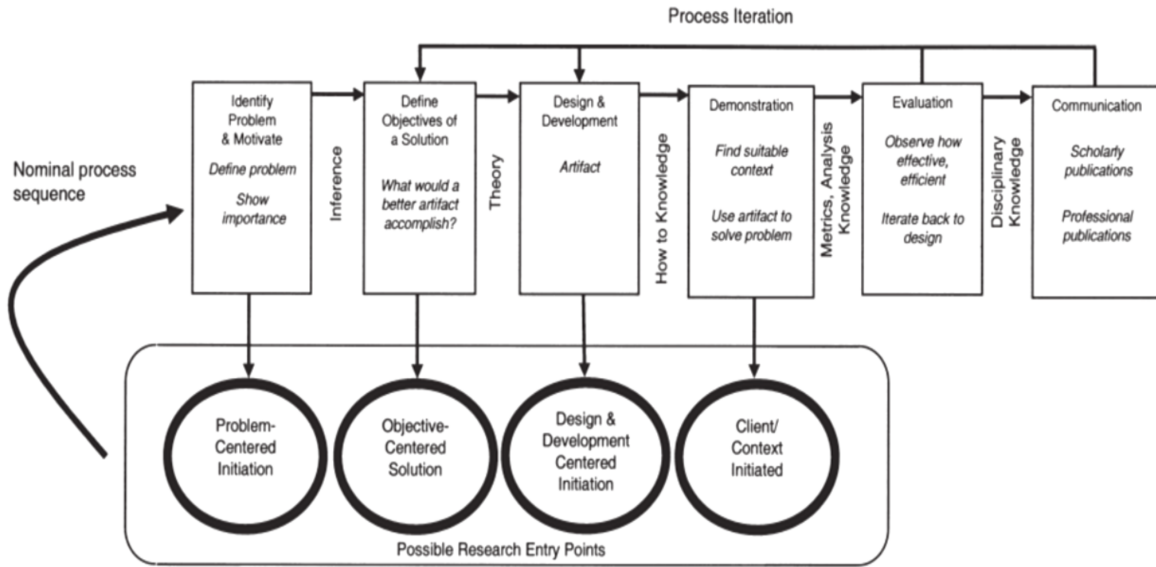 Process Iteration
Nominal process
sequence
Identify
Problem
& Motivate
Define problem
Show
importance
Inference
Define
Objectives of
a Solution
What would a
better artifact
accomplish?
Theory
Design &
Development
Artifact
How to Knowledge
Demonstration
Find suitable
context
Use artifact to
solve problem
Metrics, Analysis
Knowledge
Evaluation
Observe how
effective,
efficient
Iterate back to
design
Disciplinary
Knowledge
Communication
Scholarly
publications
Professional
publications
Problem-
Centered
Initiation
Objective-
Centered
Solution
Design &
Development
Centered
Initiation
Client/
Context
Initiated
Possible Research Entry Points